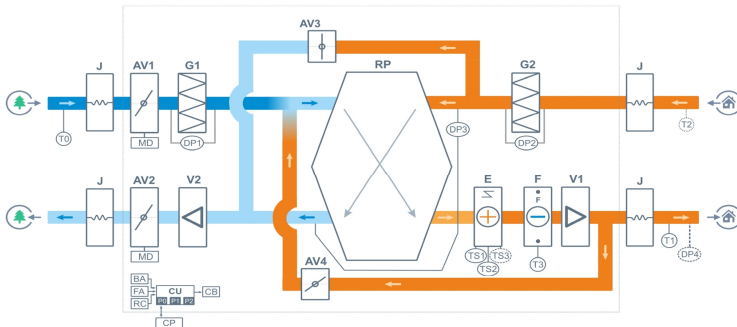 AV3
J AV1 G1 RP G2 J
T0 MD DP1 DP3 DP2 T2
J AV2 V2 E F V1 J
F
MD TS1 TS3 T3 T1 DP4
TS2
AV4
BA CU CB
FA P0 P1 P2
RC
CP